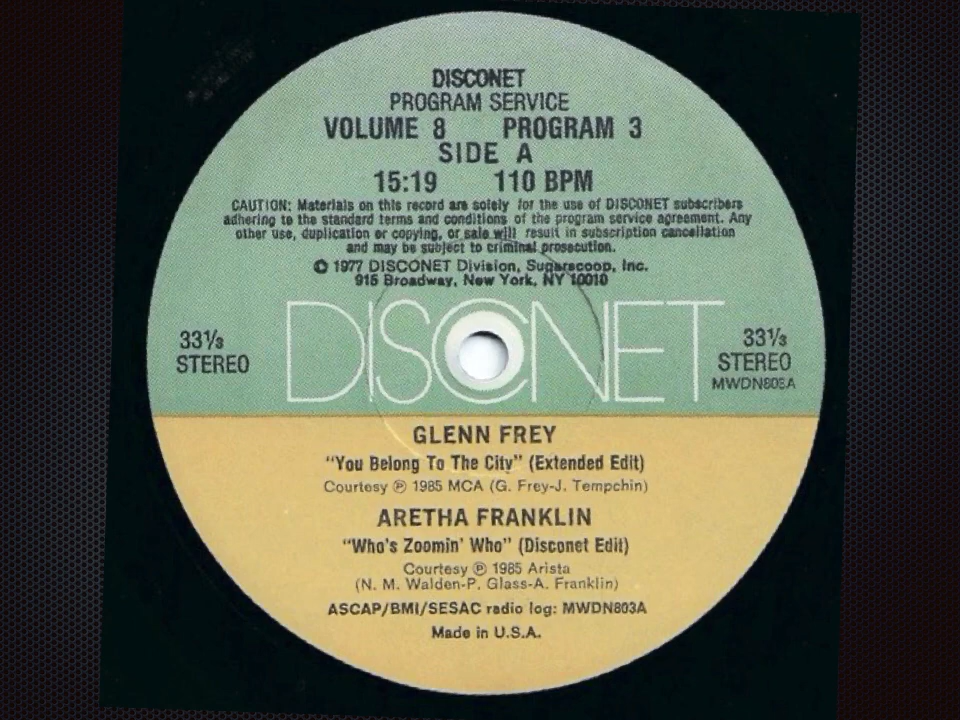 DISCONET
PROGRAM SERVICE
VOLUME 8 PROGRAM 3
SIDE A
15:19 110 BPM
CAUTION: Materials on this record are solely for the use of DISCONET subscribers
adhering to the standard terms and conditions of the program service agreement. Any
other use, duplication or copying, or sale will result in subscription cancellation
and may be subject to criminal prosecution.
© 1977 DISCONET Division, Sugarscoop, Inc.
915 Broadway, New York, NY 10010
DISCONET
33⅓
STEREO
33⅓
STEREO
MWDN803A
GLENN FREY
"You Belong To The City" (Extended Edit)
Courtesy ℗ 1985 MCA (G. Frey-J. Tempchin)
ARETHA FRANKLIN
"Who's Zoomin' Who" (Disconet Edit)
Courtesy ℗ 1985 Arista
(N. M. Walden-P. Glass-A. Franklin)
ASCAP/BMI/SESAC radio log: MWDN803A
Made in U.S.A.